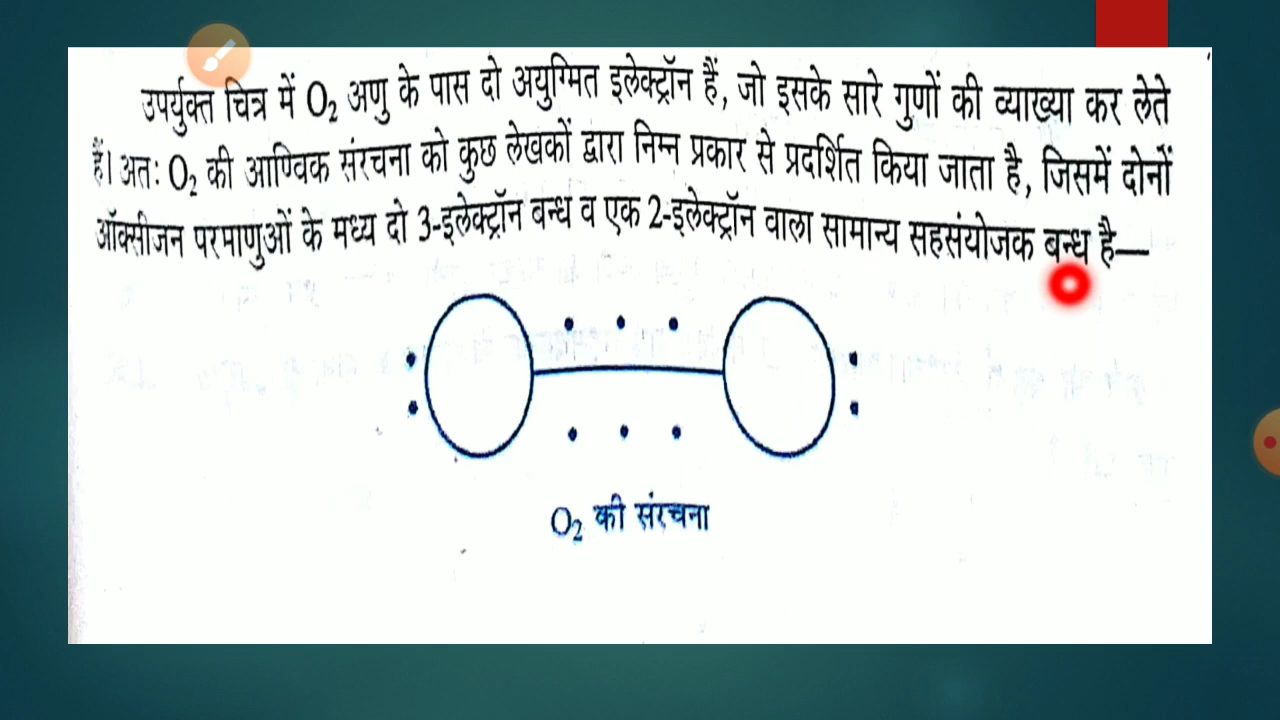 उपर्युक्त चित्र में O₂ अणु के पास दो अयुग्मित इलेक्ट्रॉन हैं, जो इसके सारे गुणों की व्याख्या कर लेते
हैं। अतः O₂ की आण्विक संरचना को कुछ लेखकों द्वारा निम्न प्रकार से प्रदर्शित किया जाता है, जिसमें दोनों
ऑक्सीजन परमाणुओं के मध्य दो 3-इलेक्ट्रॉन बन्ध व एक 2-इलेक्ट्रॉन वाला सामान्य सहसंयोजक बन्ध है—
O₂ की संरचना